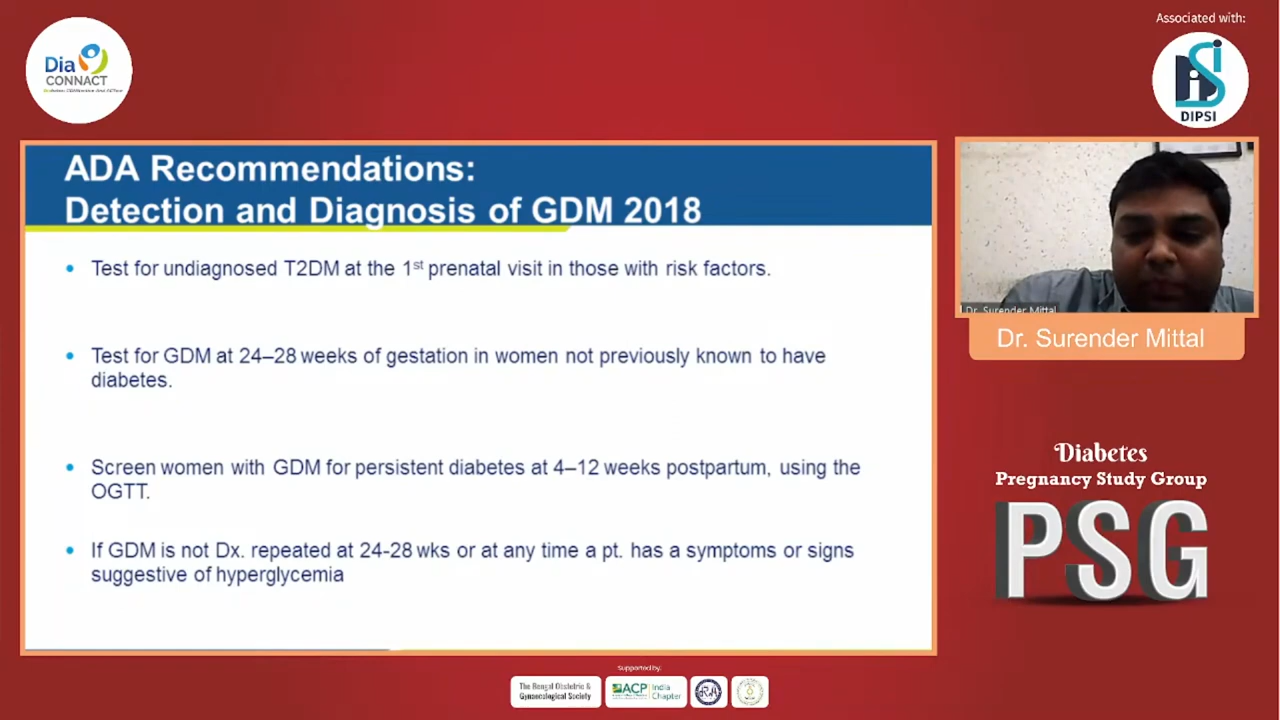 Associated with:
Dia
CONNACT
DIPSI
ADA Recommendations:
Detection and Diagnosis of GDM 2018
• Test for undiagnosed T2DM at the 1st prenatal visit in those with risk factors.
• Test for GDM at 24–28 weeks of gestation in women not previously known to have
diabetes.
• Screen women with GDM for persistent diabetes at 4–12 weeks postpartum, using the
OGTT.
• If GDM is not Dx. repeated at 24-28 wks or at any time a pt. has a symptoms or signs
suggestive of hyperglycemia
Dr. Surender Mittal
Dr. Surender Mittal
Diabetes
Pregnancy Study Group
PSG
Supported by:
The Bengal Obstetric &
Gynaecological Society
ACP
India
Chapter